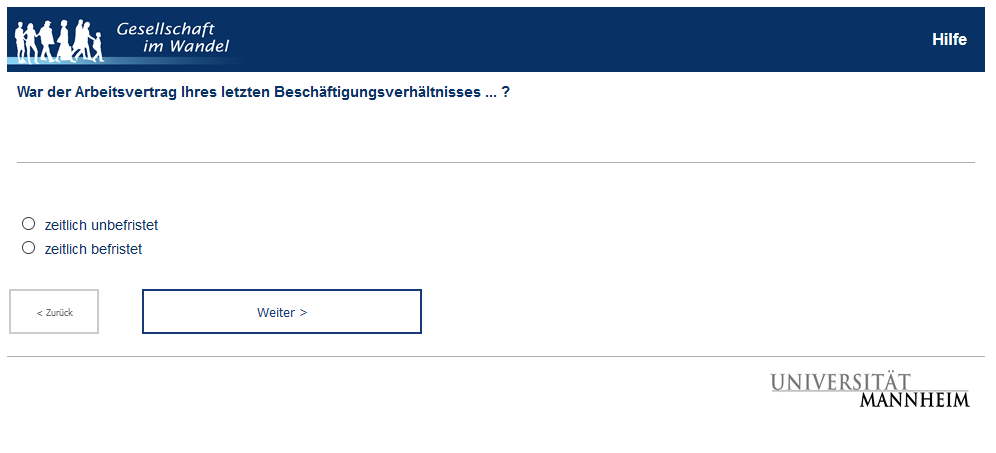 Gesellschaft
im Wandel
Hilfe
War der Arbeitsvertrag Ihres letzten Beschäftigungsverhältnisses ... ?
zeitlich unbefristet
zeitlich befristet
< Zurück
Weiter >
UNIVERSITÄT
MANNHEIM